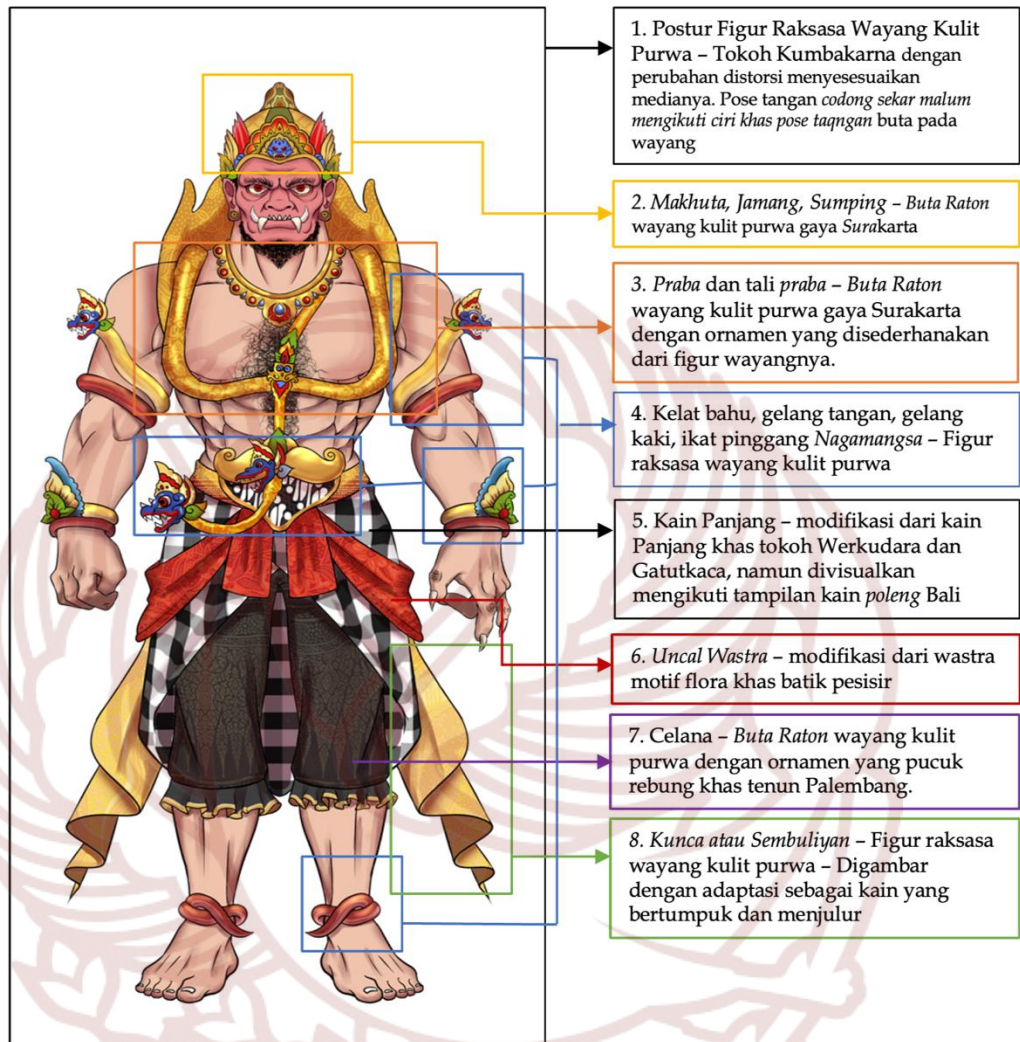 1. Postur Figur Raksasa Wayang Kulit
Purwa – Tokoh Kumbakarna dengan
perubahan distorsi menyesesuaikan
medianya. Pose tangan codong sekar malum
mengikuti ciri khas pose taqngan buta pada
wayang
2. Makhuta, Jamang, Sumping – Buta Raton
wayang kulit purwa gaya Surakarta
3. Praba dan tali praba – Buta Raton
wayang kulit purwa gaya Surakarta
dengan ornamen yang disederhanakan
dari figur wayangnya.
4. Kelat bahu, gelang tangan, gelang
kaki, ikat pinggang Nagamangsa – Figur
raksasa wayang kulit purwa
5. Kain Panjang – modifikasi dari kain
Panjang khas tokoh Werkudara dan
Gatutkaca, namun divisualkan
mengikuti tampilan kain poleng Bali
6. Uncal Wastra – modifikasi dari wastra
motif flora khas batik pesisir
7. Celana – Buta Raton wayang kulit
purwa dengan ornamen yang pucuk
rebung khas tenun Palembang.
8. Kunca atau Sembuliyan – Figur raksasa
wayang kulit purwa – Digambar
dengan adaptasi sebagai kain yang
bertumpuk dan menjulur